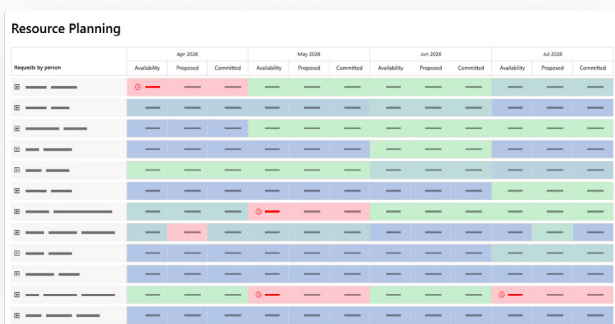 Resource Planning
Apr 2026 May 2026 Jun 2026 Jul 2026
Requests by person Availability Proposed Committed Availability Proposed Committed Availability Proposed Committed Availability Proposed Committed